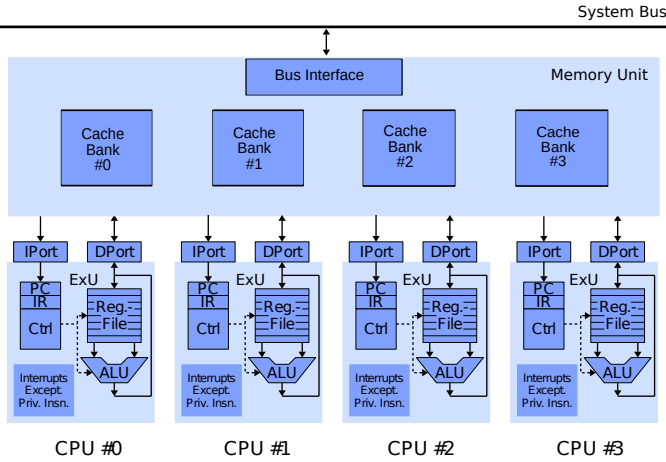 System Bus
Bus Interface
Memory Unit
Cache
Bank
#0
Cache
Bank
#1
Cache
Bank
#2
Cache
Bank
#3
IPort
DPort
IPort
DPort
IPort
DPort
IPort
DPort
ExU
PC
IR
Ctrl
Reg.-
File
ALU
Interrupts
Except.
Priv. Insn.
ExU
PC
IR
Ctrl
Reg.-
File
ALU
Interrupts
Except.
Priv. Insn.
ExU
PC
IR
Ctrl
Reg.-
File
ALU
Interrupts
Except.
Priv. Insn.
ExU
PC
IR
Ctrl
Reg.-
File
ALU
Interrupts
Except.
Priv. Insn.
CPU #0
CPU #1
CPU #2
CPU #3